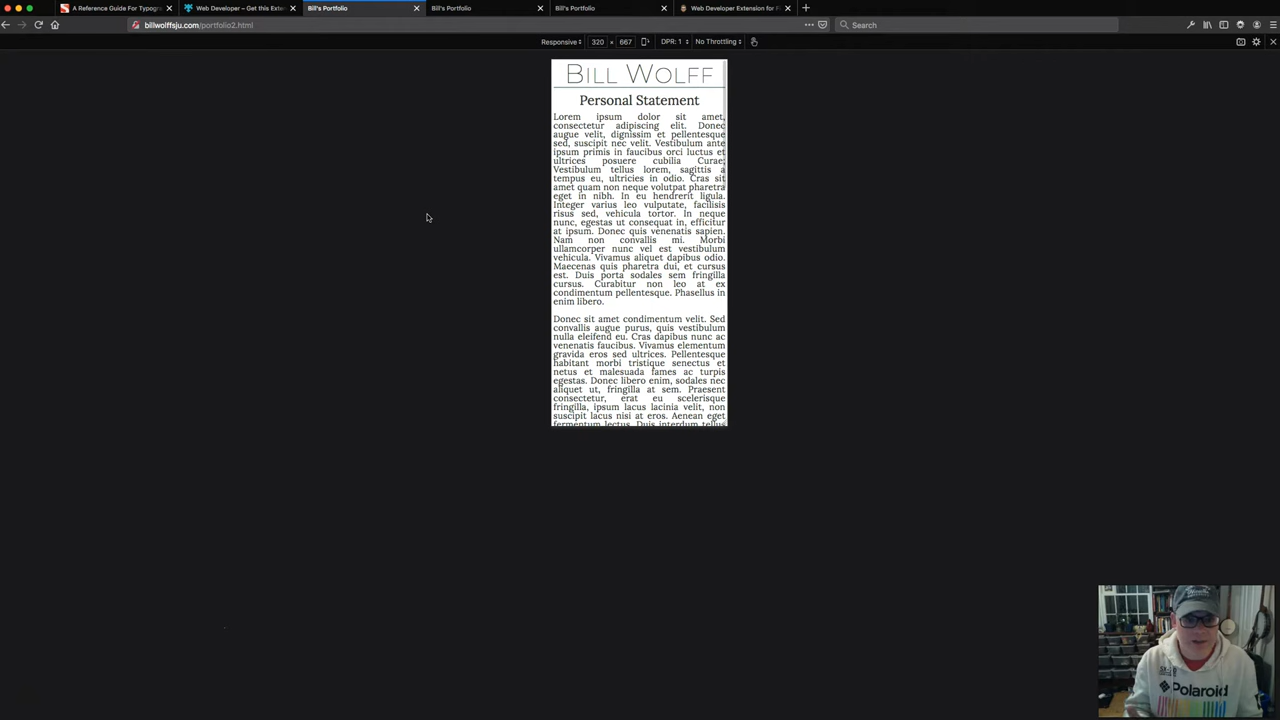 A Reference Guide For Typogra
Web Developer – Get this Exten
Bill's Portfolio
Bill's Portfolio
Bill's Portfolio
Web Developer Extension for Fi
billwolffsju.com/portfolio2.html
Search
Responsive 320 × 667 DPR: 1 No Throttling
BILL WOLFF
Personal Statement
Lorem ipsum dolor sit amet,
consectetur adipiscing elit. Donec
augue velit, dignissim et pellentesque
sed, suscipit nec velit. Vestibulum ante
ipsum primis in faucibus orci luctus et
ultrices posuere cubilia Curae;
Vestibulum tellus lorem, sagittis a
tempus eu, ultricies in odio. Cras sit
amet quam non neque volutpat pharetra
eget in nibh. In eu hendrerit ligula.
Integer varius leo vulputate, facilisis
risus sed, vehicula tortor. In neque
nunc, egestas ut consequat in, efficitur
at ipsum. Donec quis venenatis sapien.
Nam non convallis mi. Morbi
ullamcorper nunc vel est vestibulum
vehicula. Vivamus aliquet dapibus odio.
Maecenas quis pharetra dui, et cursus
est. Duis porta sodales sem fringilla
cursus. Curabitur non leo at ex
condimentum pellentesque. Phasellus in
enim libero.
Donec sit amet condimentum velit. Sed
convallis augue purus, quis vestibulum
nulla eleifend eu. Cras dapibus nunc ac
venenatis faucibus. Vivamus elementum
gravida eros sed ultrices. Pellentesque
habitant morbi tristique senectus et
netus et malesuada fames ac turpis
egestas. Donec libero enim, sodales nec
aliquet ut, fringilla at sem. Praesent
consectetur, erat eu scelerisque
fringilla, ipsum lacus lacinia velit, non
suscipit lacus nisi at eros. Aenean eget
fermentum lectus. Duis interdum tellus
Polaroid